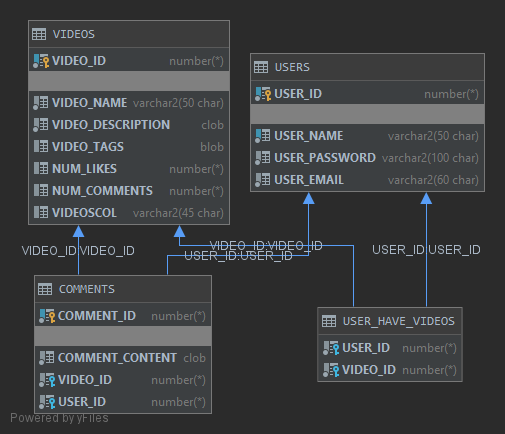 VIDEOS
VIDEO_ID number(*)
VIDEO_NAME varchar2(50 char)
VIDEO_DESCRIPTION clob
VIDEO_TAGS blob
NUM_LIKES number(*)
NUM_COMMENTS number(*)
VIDEOSCOL varchar2(45 char)
USERS
USER_ID number(*)
USER_NAME varchar2(50 char)
USER_PASSWORD varchar2(100 char)
USER_EMAIL varchar2(60 char)
VIDEO_ID:VIDEO_ID
VIDEO_ID:VIDEO_ID
USER_ID:USER_ID
USER_ID:USER_ID
COMMENTS
COMMENT_ID number(*)
COMMENT_CONTENT clob
VIDEO_ID number(*)
USER_ID number(*)
USER_HAVE_VIDEOS
USER_ID number(*)
VIDEO_ID number(*)
Powered by yFiles